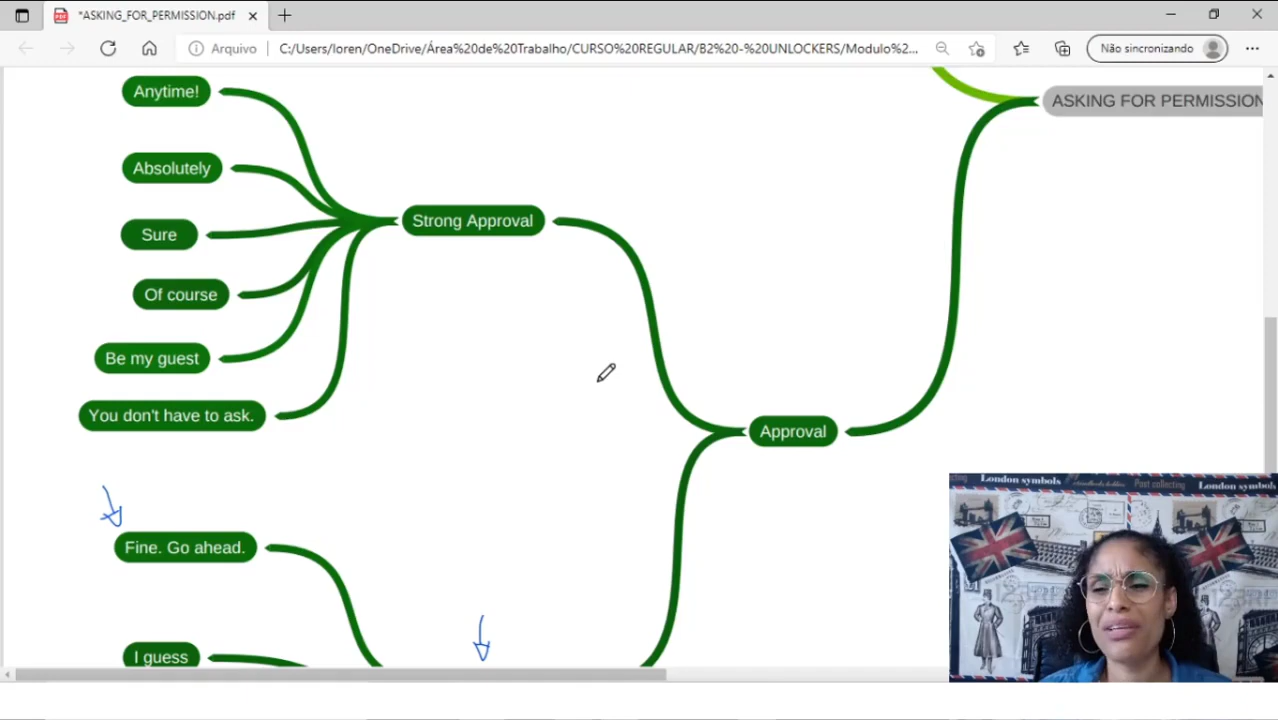 *ASKING_FOR_PERMISSION.pdf
Arquivo
C:/Users/loren/OneDrive/Área%20de%20Trabalho/CURSO%20REGULAR/B2%20-%20UNLOCKERS/Modulo%2...
Não sincronizando
Anytime!
ASKING FOR PERMISSION
Absolutely
Strong Approval
Sure
Of course
Be my guest
You don't have to ask.
Approval
Fine. Go ahead.
I guess
London symbols
Post collecting
London symbols